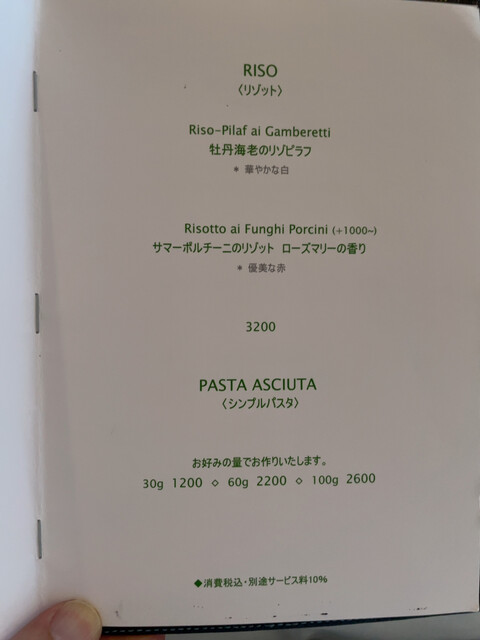 RISO
〈リゾット〉
Riso-Pilaf ai Gamberetti
牡丹海老のリゾピラフ
* 華やかな白
Risotto ai Funghi Porcini (+1000~)
サマーポルチーニのリゾット ローズマリーの香り
* 優美な赤
3200
PASTA ASCIUTA
〈シンプルパスタ〉
お好みの量でお作りいたします。
30g 1200 ◇ 60g 2200 ◇ 100g 2600
◆消費税込・別途サービス料10%